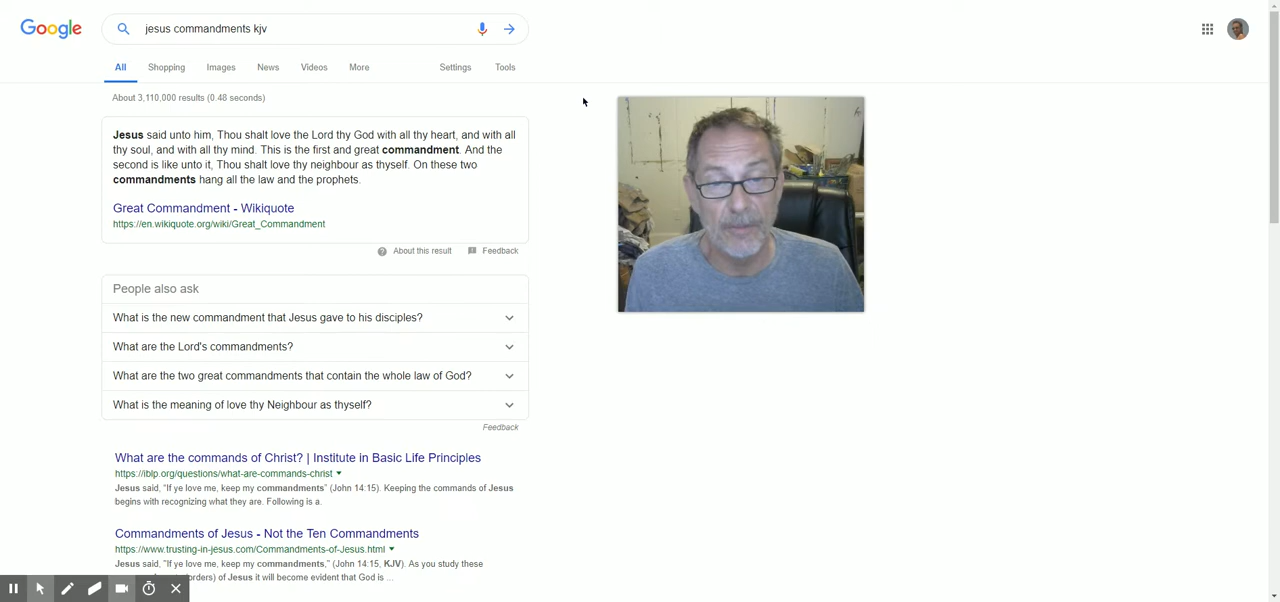 Google
jesus commandments kjv
All Shopping Images News Videos More Settings Tools
About 3,110,000 results (0.48 seconds)
Jesus said unto him, Thou shalt love the Lord thy God with all thy heart, and with all
thy soul, and with all thy mind. This is the first and great commandment. And the
second is like unto it, Thou shalt love thy neighbour as thyself. On these two
commandments hang all the law and the prophets.
Great Commandment - Wikiquote
https://en.wikiquote.org/wiki/Great_Commandment
About this result Feedback
People also ask
What is the new commandment that Jesus gave to his disciples?
What are the Lord's commandments?
What are the two great commandments that contain the whole law of God?
What is the meaning of love thy Neighbour as thyself?
Feedback
What are the commands of Christ? | Institute in Basic Life Principles
https://iblp.org/questions/what-are-commands-christ
Jesus said, "If ye love me, keep my commandments" (John 14:15). Keeping the commands of Jesus
begins with recognizing what they are. Following is a.
Commandments of Jesus - Not the Ten Commandments
https://www.trusting-in-jesus.com/Commandments-of-Jesus.html
Jesus said, "If ye love me, keep my commandments," (John 14:15, KJV). As you study these
orders) of Jesus it will become evident that God is ...